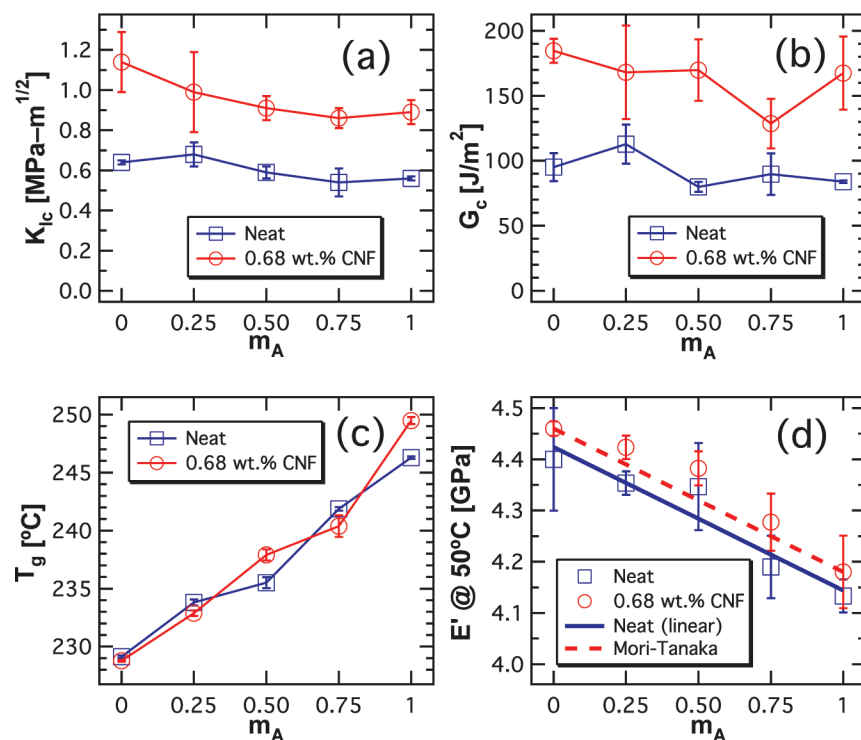 (a)
K_Ic [MPa–m^1/2]
1.2
1.0
0.8
0.6
0.4
0.2
0.0
Neat
0.68 wt.% CNF
0 0.25 0.50 0.75 1
m_A
(b)
G_c [J/m^2]
200
150
100
50
0
Neat
0.68 wt.% CNF
0 0.25 0.50 0.75 1
m_A
(c)
T_g [ºC]
250
245
240
235
230
Neat
0.68 wt.% CNF
0 0.25 0.50 0.75 1
m_A
(d)
E' @ 50ºC [GPa]
4.5
4.4
4.3
4.2
4.1
4.0
Neat
0.68 wt.% CNF
Neat (linear)
Mori-Tanaka
0 0.25 0.50 0.75 1
m_A